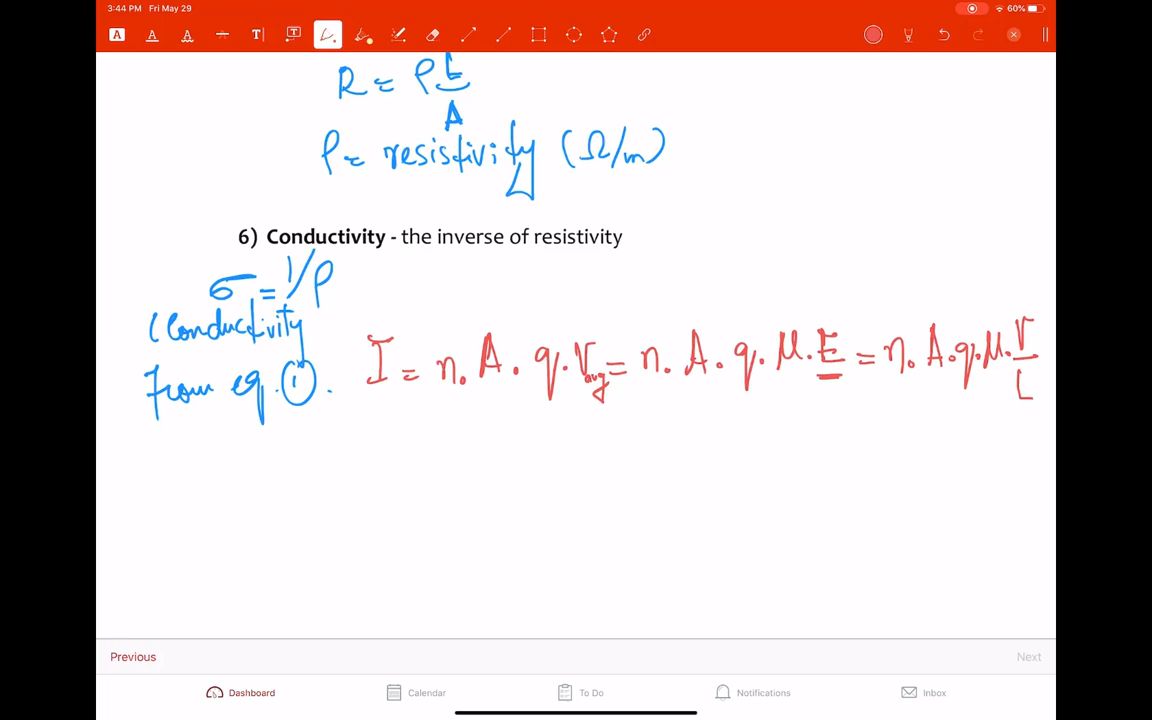 3:44 PM Fri May 29
60%
A A A T T
R = ρ L/A
ρ = resistivity (Ω/m)
6) Conductivity - the inverse of resistivity
σ = 1/ρ
(Conductivity
from eq. ①.
I = n. A. q. Vavg = n. A. q. μ. E = n. A. q. μ. V/L
Previous
Next
Dashboard
Calendar
To Do
Notifications
Inbox